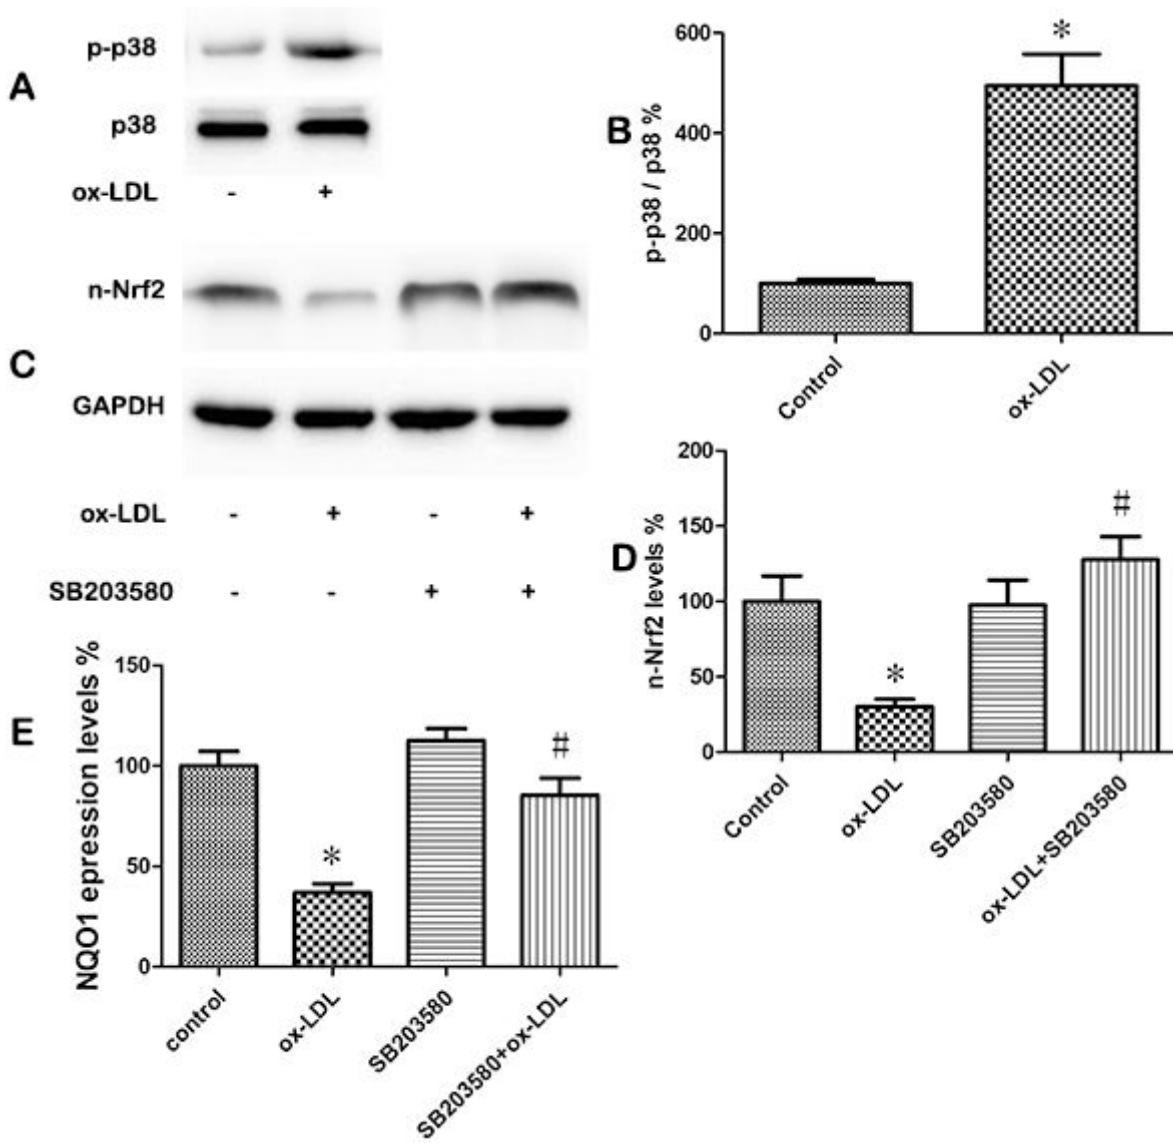 A
p-p38
p38
ox-LDL - +
B
p-p38 / p38 %
600
400
200
0
Control
ox-LDL
*
C
n-Nrf2
GAPDH
ox-LDL - + - +
SB203580 - - + +
D
n-Nrf2 levels %
200
150
100
50
0
*
#
Control
ox-LDL
SB203580
ox-LDL+SB203580
E
NQO1 epression levels %
150
100
50
0
*
#
control
ox-LDL
SB203580
SB203580+ox-LDL